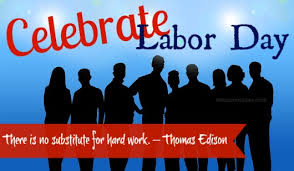 Celebrate
Labor Day
There is no substitute for hard work. – Thomas Edison